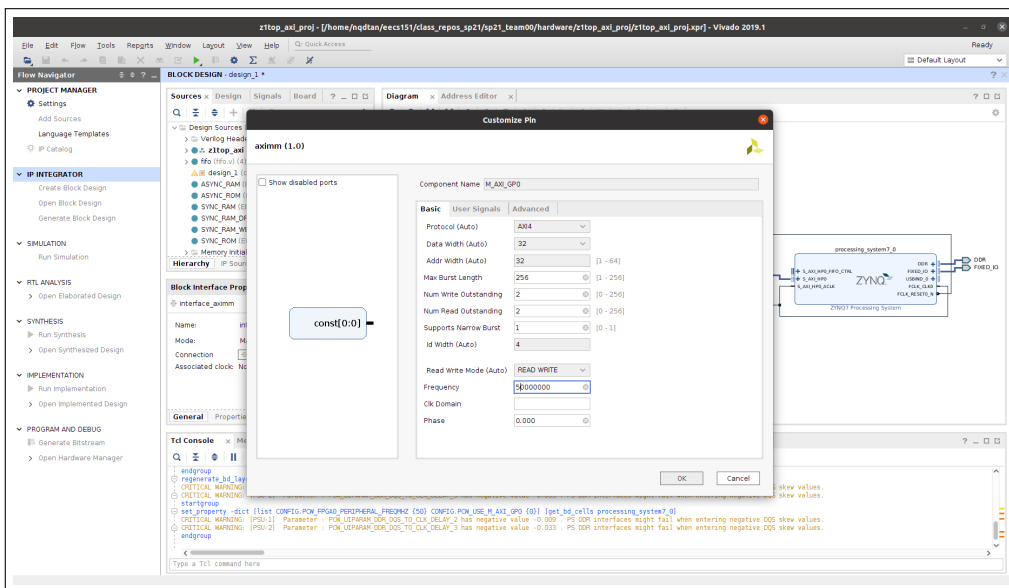 z1top_axi_proj - [/home/nqdtan/eecs151/class_repos_sp21/sp21_team00/hardware/z1top_axi_proj/z1top_axi_proj.xpr] - Vivado 2019.1
File Edit Flow Tools Reports Window Layout View Help Q- Quick Access
Ready
Default Layout
Flow Navigator
BLOCK DESIGN - design_1 *
PROJECT MANAGER
Settings
Add Sources
Language Templates
IP Catalog
IP INTEGRATOR
Create Block Design
Open Block Design
Generate Block Design
SIMULATION
Run Simulation
RTL ANALYSIS
Open Elaborated Design
SYNTHESIS
Run Synthesis
Open Synthesized Design
IMPLEMENTATION
Run Implementation
Open Implemented Design
PROGRAM AND DEBUG
Generate Bitstream
Open Hardware Manager
Sources Design Signals Board
Design Sources
Verilog Heade
z1top_axi
fifo (fifo.v) (4)
design_1 (
ASYNC_RAM (
ASYNC_ROM (
SYNC_RAM (E
SYNC_RAM_DP
SYNC_RAM_WE
SYNC_ROM (E
Memory Initial
Hierarchy IP Sour
Block Interface Prop
interface_aximm
Name: in
Mode: M
Connection
Associated clock: No
General Propertie
Diagram Address Editor
processing_system7_0
S_AXI_HP0_FIFO_CTRL
S_AXI_HP0
S_AXI_HP0_ACLK
ZYNQ
DDR
FIXED_IO
USBIND_0
FCLK_CLK0
FCLK_RESET0_N
ZYNQ7 Processing System
DDR
FIXED_IO
Customize Pin
aximm (1.0)
Show disabled ports
const[0:0]
Component Name M_AXI_GP0
Basic User Signals Advanced
Protocol (Auto) AXI4
Data Width (Auto) 32
Addr Width (Auto) 32 [1 - 64]
Max Burst Length 256 [1 - 256]
Num Write Outstanding 2 [0 - 256]
Num Read Outstanding 2 [0 - 256]
Supports Narrow Burst 1 [0 - 1]
Id Width (Auto) 4
Read Write Mode (Auto) READ WRITE
Frequency 50000000
Clk Domain
Phase 0.000
OK Cancel
Tcl Console Me
endgroup
regenerate_bd_lay
CRITICAL WARNING:
S skew values.
CRITICAL WARNING:
S skew values.
startgroup
set_property -dict [list CONFIG.PCW_FPGA0_PERIPHERAL_FREQMHZ {50} CONFIG.PCW_USE_M_AXI_GP0 {0}] [get_bd_cells processing_system7_0]
CRITICAL WARNING: [PSU-1] Parameter : PCW_UIPARAM_DDR_DQS_TO_CLK_DELAY_2 has negative value -0.009 . PS DDR interfaces might fail when entering negative DQS skew values.
CRITICAL WARNING: [PSU-2] Parameter : PCW_UIPARAM_DDR_DQS_TO_CLK_DELAY_3 has negative value -0.033 . PS DDR interfaces might fail when entering negative DQS skew values.
endgroup
Type a Tcl command here